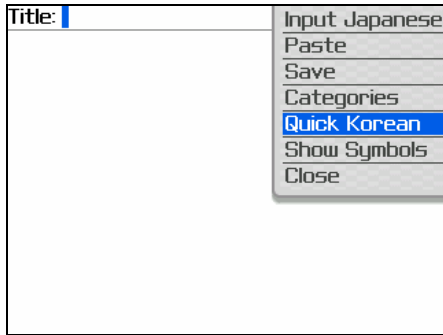 Title:
Input Japanese
Paste
Save
Categories
Quick Korean
Show Symbols
Close